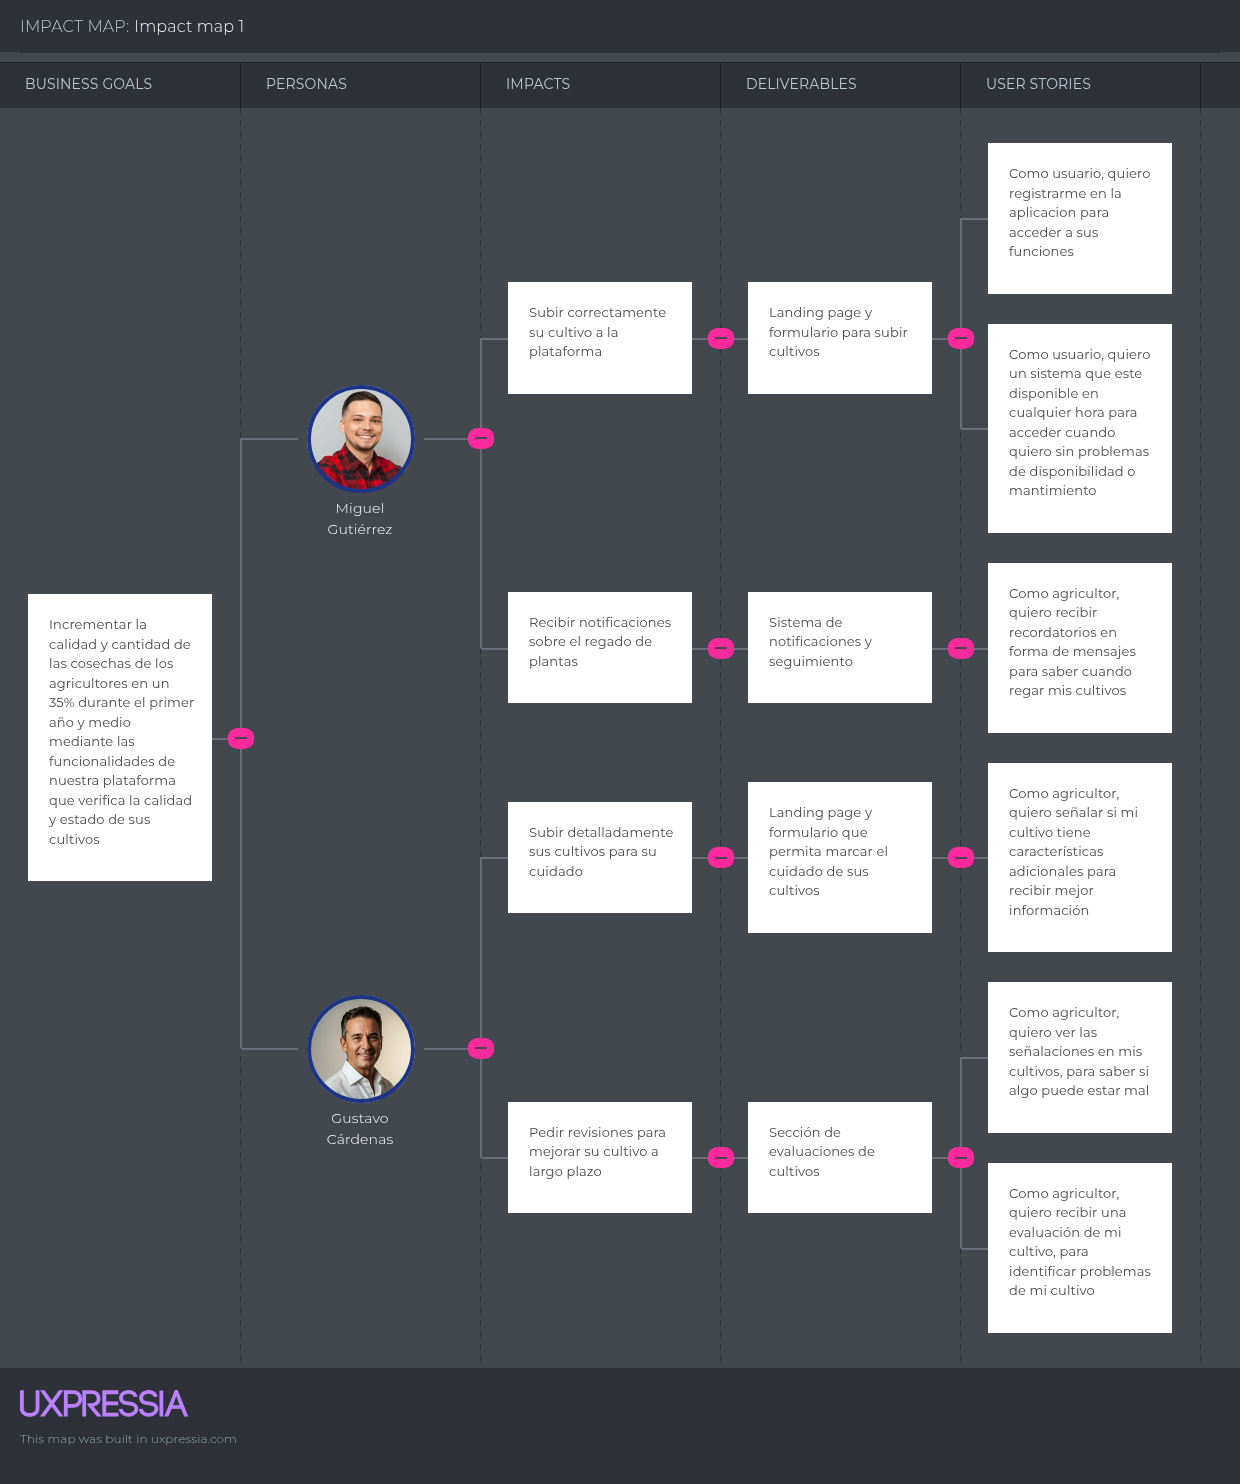 IMPACT MAP: Impact map 1
BUSINESS GOALS
PERSONAS
IMPACTS
DELIVERABLES
USER STORIES
Incrementar la
calidad y cantidad de
las cosechas de los
agricultores en un
35% durante el primer
año y medio
mediante las
funcionalidades de
nuestra plataforma
que verifica la calidad
y estado de sus
cultivos
Miguel
Gutiérrez
Subir correctamente
su cultivo a la
plataforma
Landing page y
formulario para subir
cultivos
Como usuario, quiero
registrarme en la
aplicacion para
acceder a sus
funciones
Como usuario, quiero
un sistema que este
disponible en
cualquier hora para
acceder cuando
quiero sin problemas
de disponibilidad o
mantimiento
Recibir notificaciones
sobre el regado de
plantas
Sistema de
notificaciones y
seguimiento
Como agricultor,
quiero recibir
recordatorios en
forma de mensajes
para saber cuando
regar mis cultivos
Gustavo
Cárdenas
Subir detalladamente
sus cultivos para su
cuidado
Landing page y
formulario que
permita marcar el
cuidado de sus
cultivos
Como agricultor,
quiero señalar si mi
cultivo tiene
características
adicionales para
recibir mejor
información
Pedir revisiones para
mejorar su cultivo a
largo plazo
Sección de
evaluaciones de
cultivos
Como agricultor,
quiero ver las
señalaciones en mis
cultivos, para saber si
algo puede estar mal
Como agricultor,
quiero recibir una
evaluación de mi
cultivo, para
identificar problemas
de mi cultivo
UXPRESSIA
This map was built in uxpressia.com